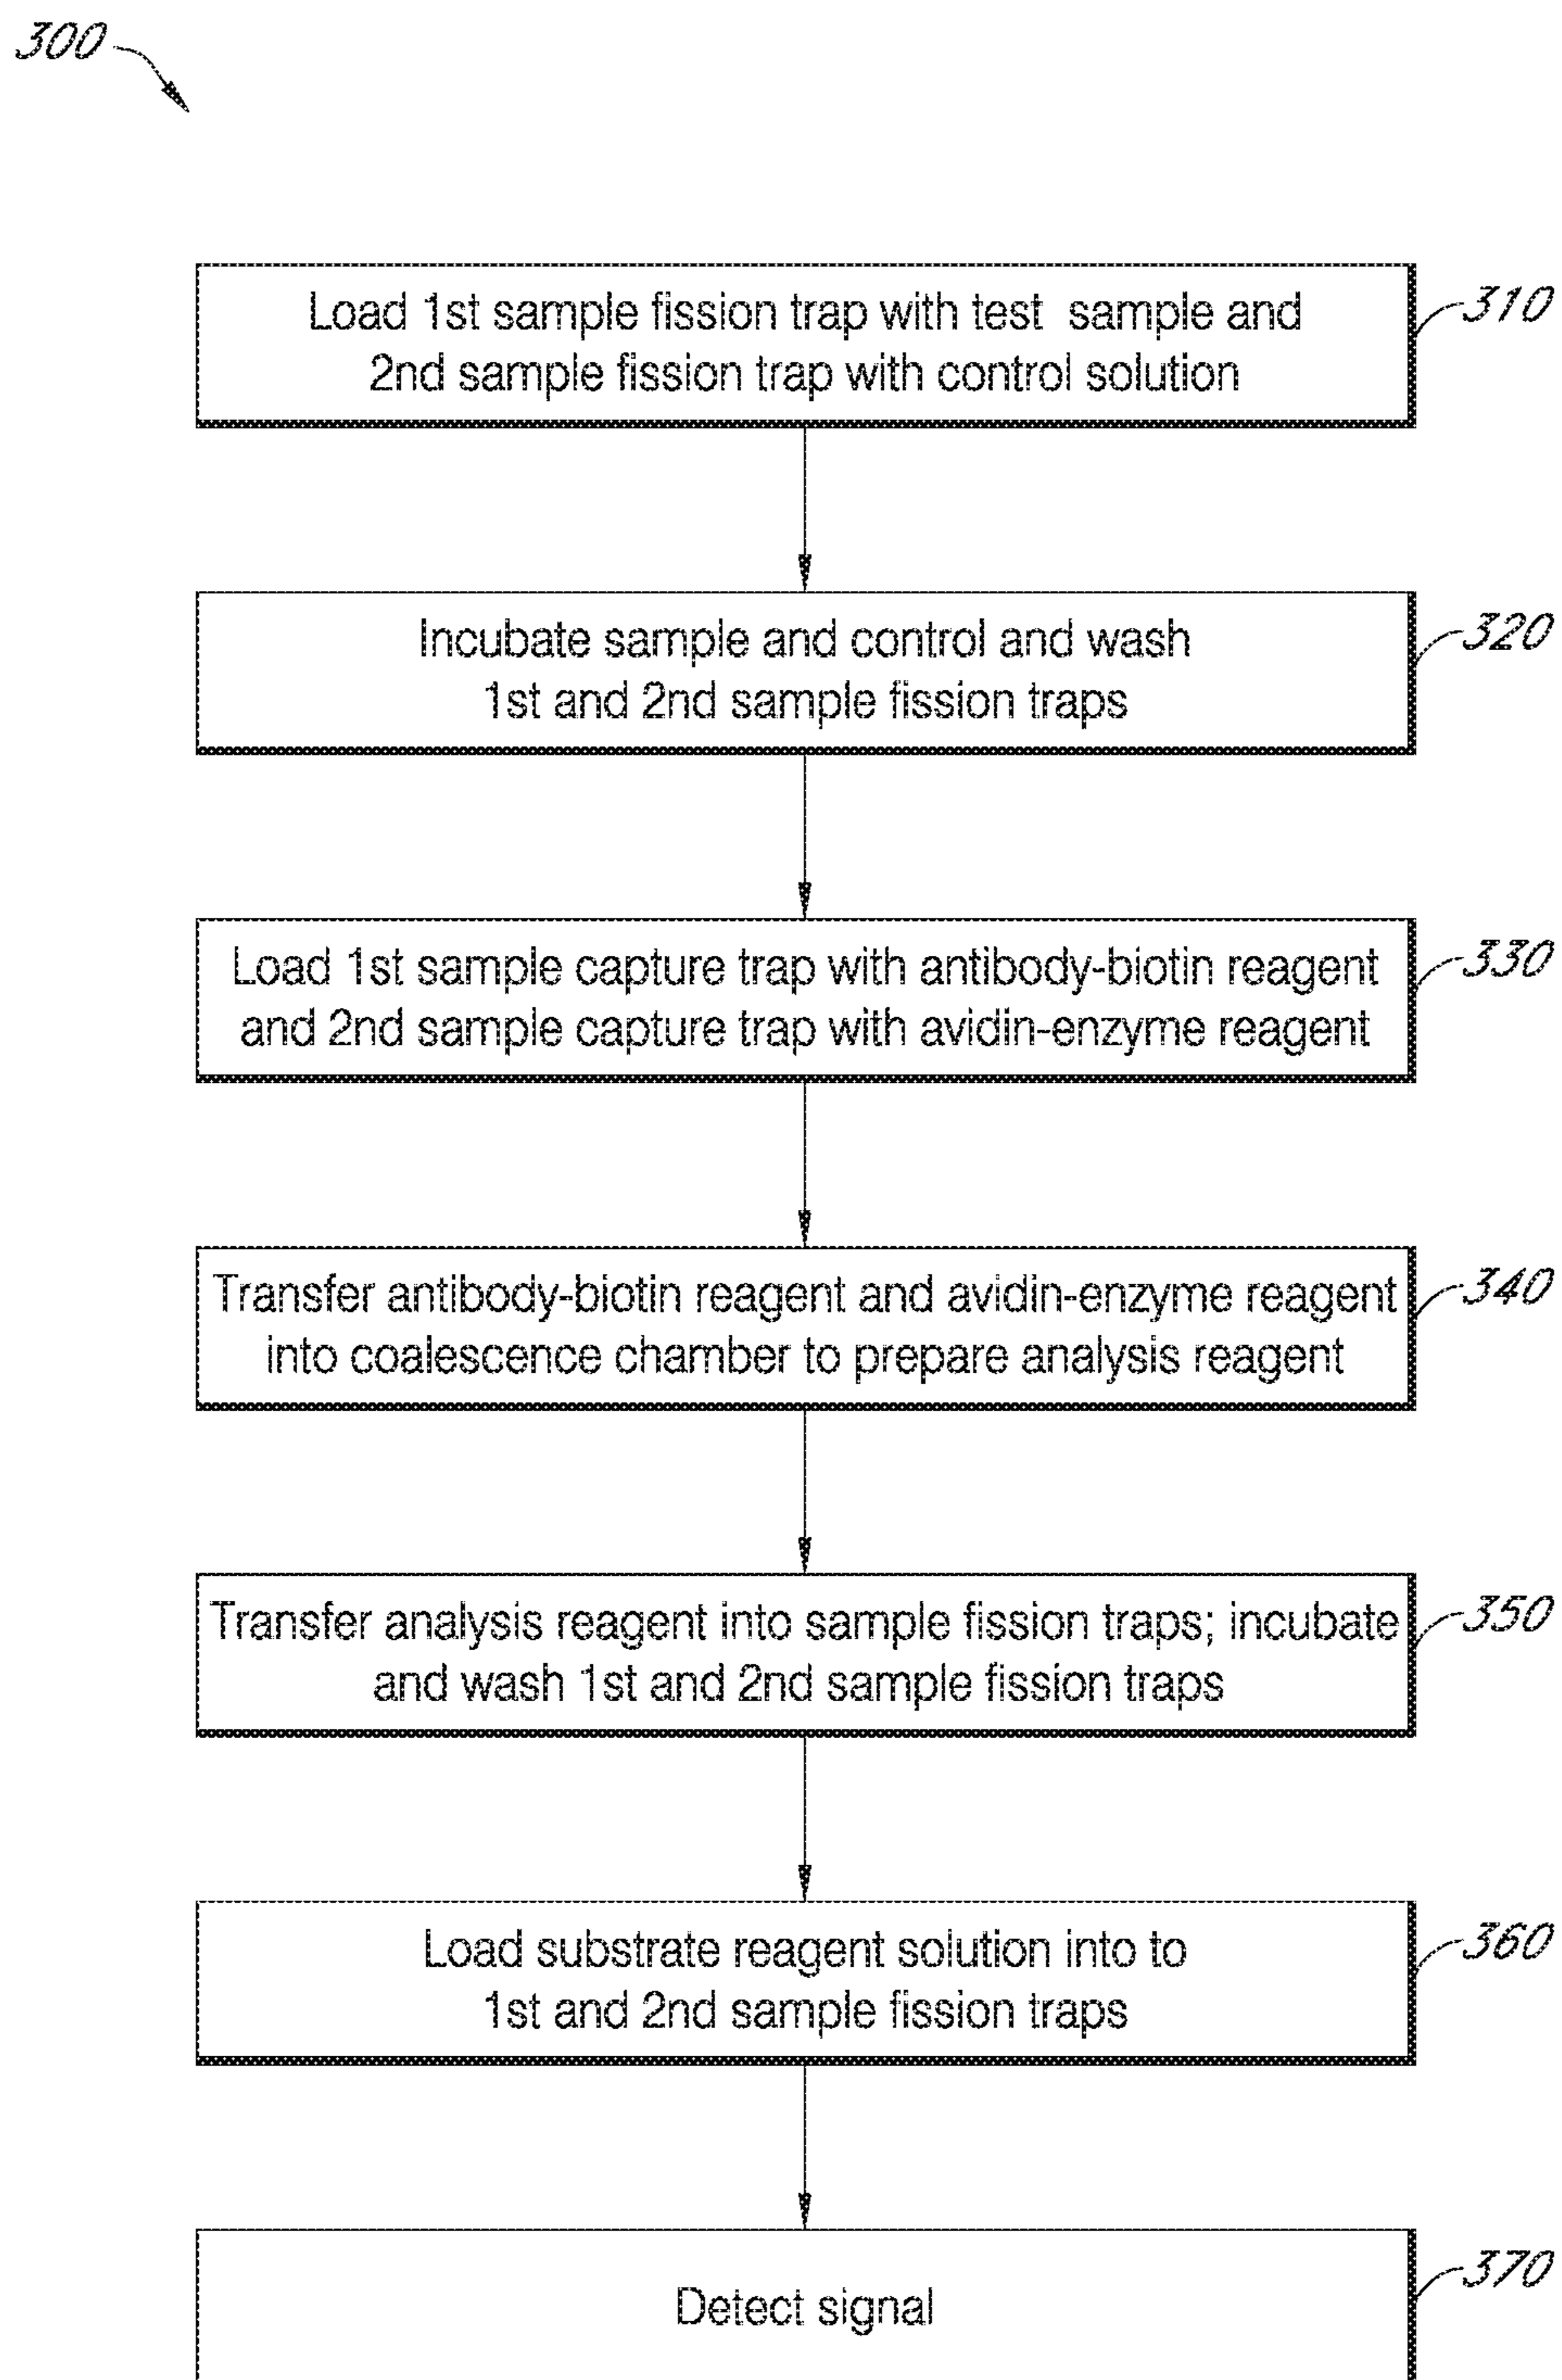 300
Load 1st sample fission trap with test sample and
2nd sample fission trap with control solution
310
Incubate sample and control and wash
1st and 2nd sample fission traps
320
Load 1st sample capture trap with antibody-biotin reagent
and 2nd sample capture trap with avidin-enzyme reagent
330
Transfer antibody-biotin reagent and avidin-enzyme reagent
into coalescence chamber to prepare analysis reagent
340
Transfer analysis reagent into sample fission traps; incubate
and wash 1st and 2nd sample fission traps
350
Load substrate reagent solution into to
1st and 2nd sample fission traps
360
Detect signal
370